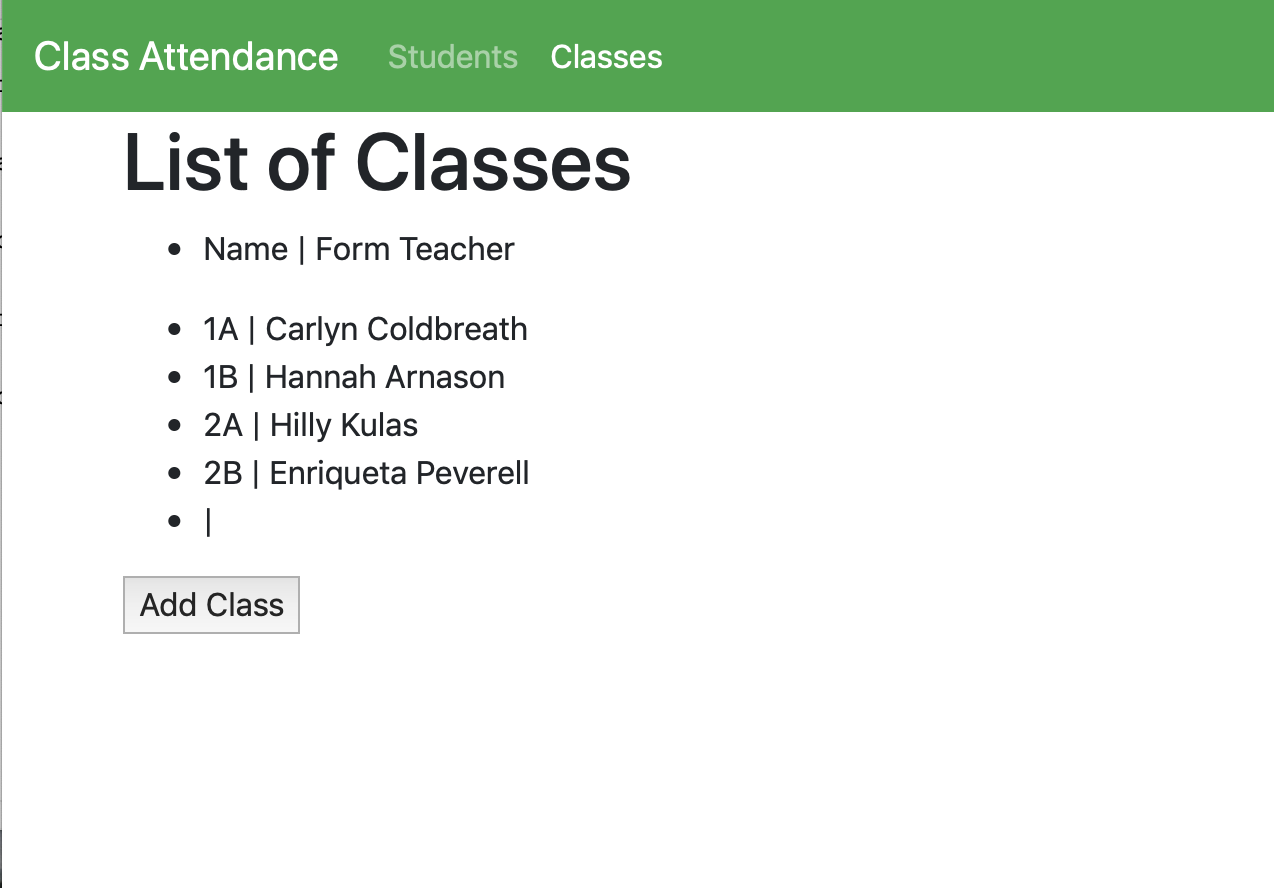 Class Attendance Students Classes
List of Classes
• Name | Form Teacher
• 1A | Carlyn Coldbreath
• 1B | Hannah Arnason
• 2A | Hilly Kulas
• 2B | Enriqueta Peverell
• |
Add Class